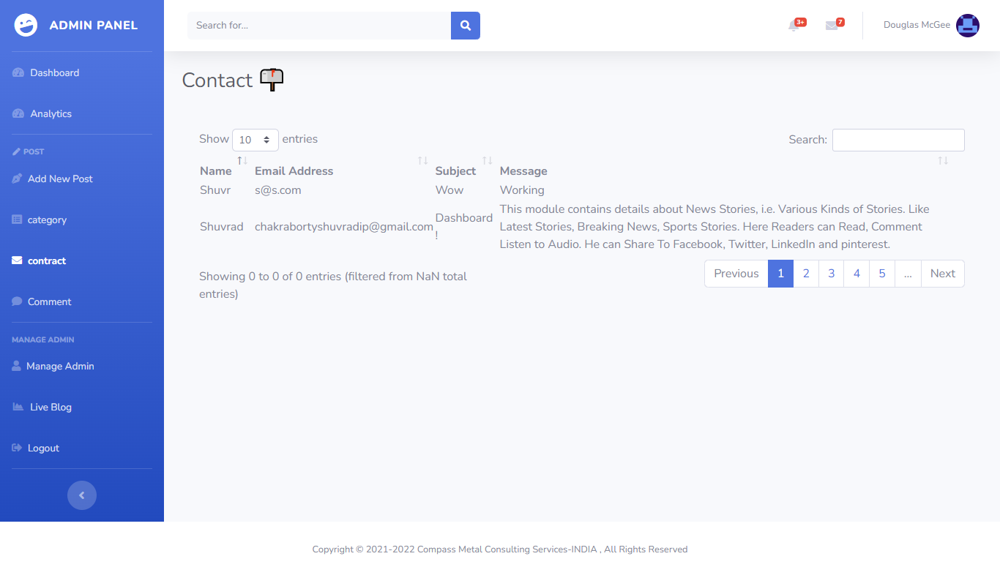 ADMIN PANEL
Dashboard
Analytics
POST
Add New Post
category
contract
Comment
MANAGE ADMIN
Manage Admin
Live Blog
Logout
Search for...
3+
7
Douglas McGee
Contact
Show 10 entries
Search:
Name Email Address Subject Message
Shuvr s@s.com Wow Working
Shuvrad chakrabortyshuvradip@gmail.com Dashboard
!
This module contains details about News Stories, i.e. Various Kinds of Stories. Like
Latest Stories, Breaking News, Sports Stories. Here Readers can Read, Comment
Listen to Audio. He can Share To Facebook, Twitter, LinkedIn and pinterest.
Showing 0 to 0 of 0 entries (filtered from NaN total
entries)
Previous 1 2 3 4 5 ... Next
Copyright © 2021-2022 Compass Metal Consulting Services-INDIA , All Rights Reserved